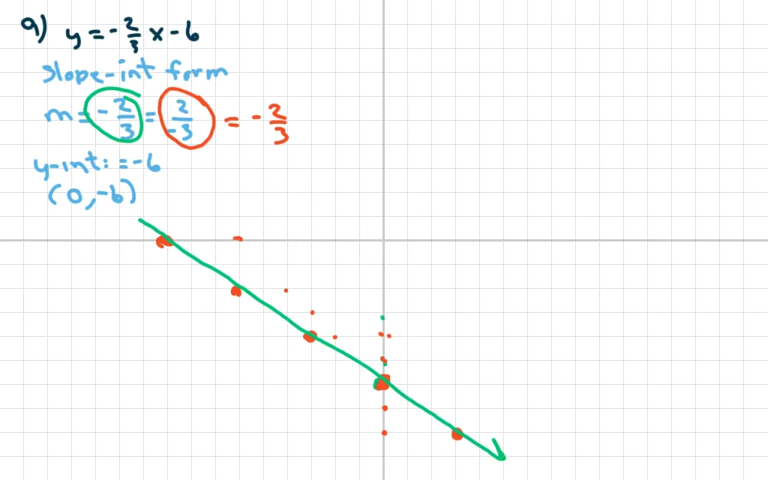 9) y = -2/3 x - 6
slope-int form
m = -2/3 = 2/-3 = -2/3
y-int: = -6
(0, -6)